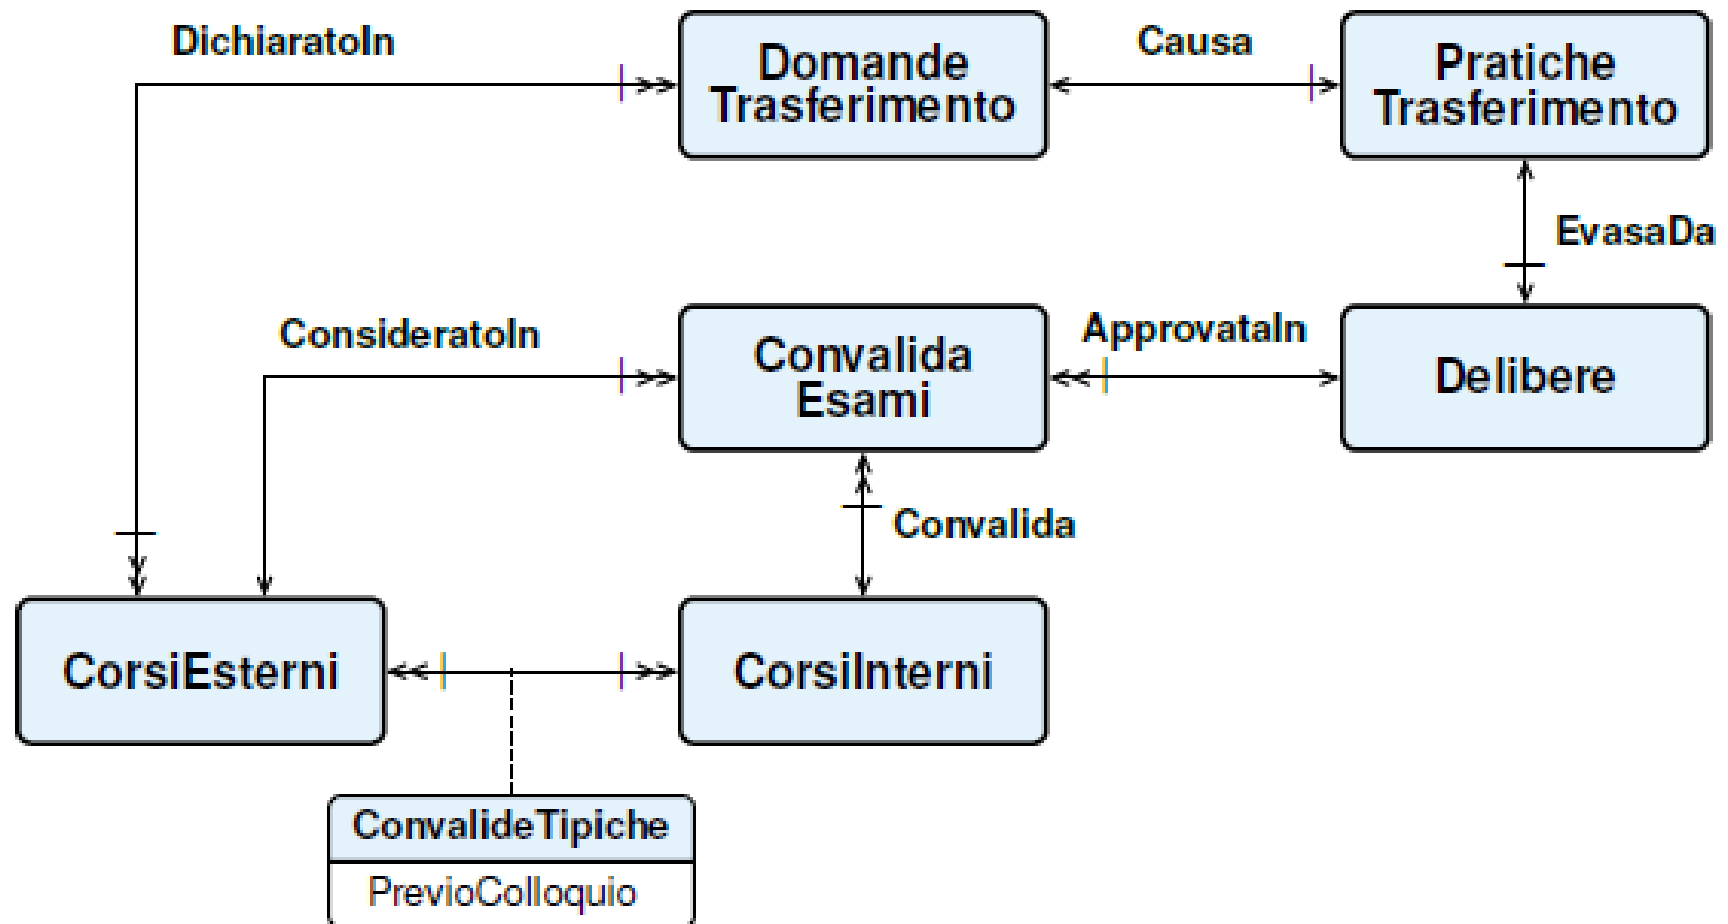 DichiaratoIn
Domande
Trasferimento
Causa
Pratiche
Trasferimento
EvasaDa
ConsideratoIn
Convalida
Esami
ApprovataIn
Delibere
Convalida
CorsiEsterni
CorsiInterni
ConvalideTipiche
PrevioColloquio